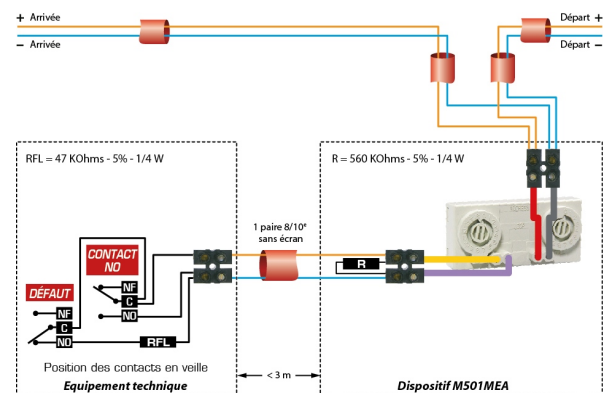 + Arrivée
− Arrivée
Départ +
Départ −
RFL = 47 KOhms - 5% - 1/4 W
R = 560 KOhms - 5% - 1/4 W
1 paire 8/10e
sans écran
CONTACT
NO
NF
C
NO
DÉFAUT
NF
C
NO
RFL
R
Position des contacts en veille
Equipement technique
< 3 m
Dispositif M501MEA